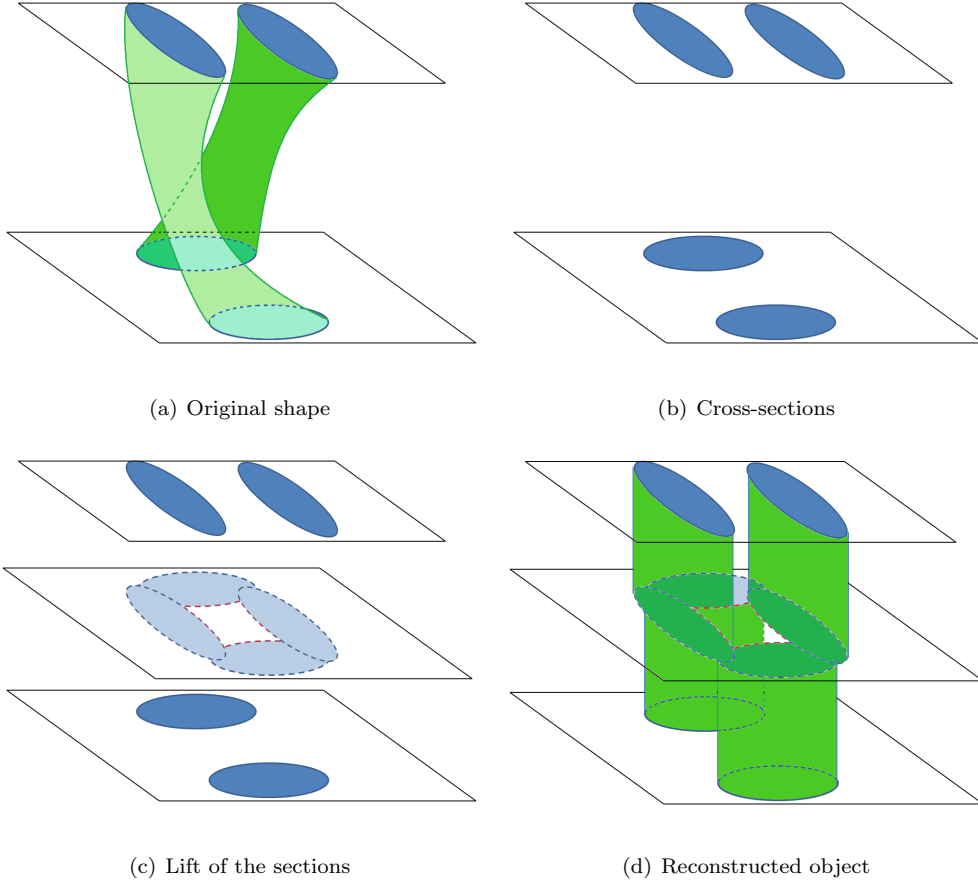 (a) Original shape
(b) Cross-sections
(c) Lift of the sections
(d) Reconstructed object